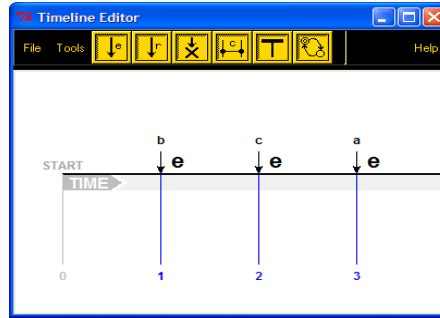 Timeline Editor
File Tools e r c Help
b c a
START e e e
TIME
0 1 2 3